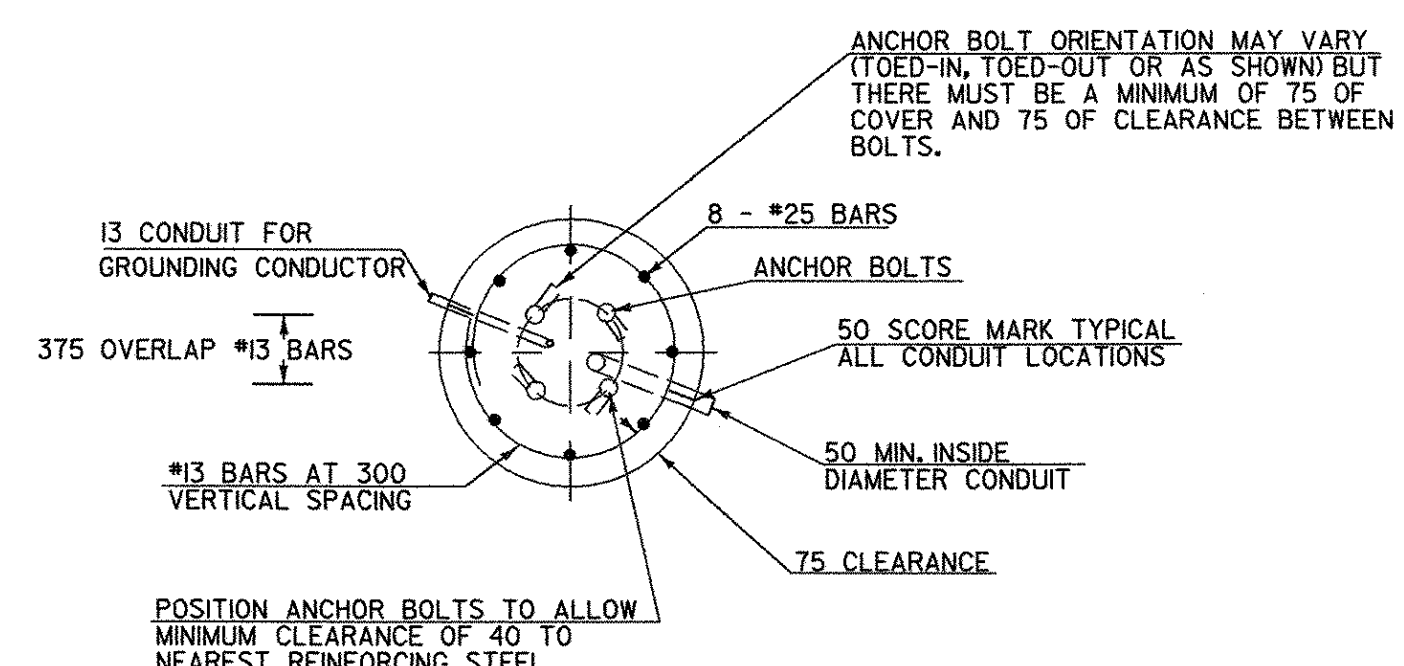 ANCHOR BOLT ORIENTATION MAY VARY
(TOED-IN, TOED-OUT OR AS SHOWN) BUT
THERE MUST BE A MINIMUM OF 75 OF
COVER AND 75 OF CLEARANCE BETWEEN
BOLTS.
8 - #25 BARS
13 CONDUIT FOR
GROUNDING CONDUCTOR
ANCHOR BOLTS
375 OVERLAP #13 BARS
50 SCORE MARK TYPICAL
ALL CONDUIT LOCATIONS
50 MIN. INSIDE
DIAMETER CONDUIT
#13 BARS AT 300
VERTICAL SPACING
75 CLEARANCE
POSITION ANCHOR BOLTS TO ALLOW
MINIMUM CLEARANCE OF 40 TO
NEAREST REINFORCING STEEL